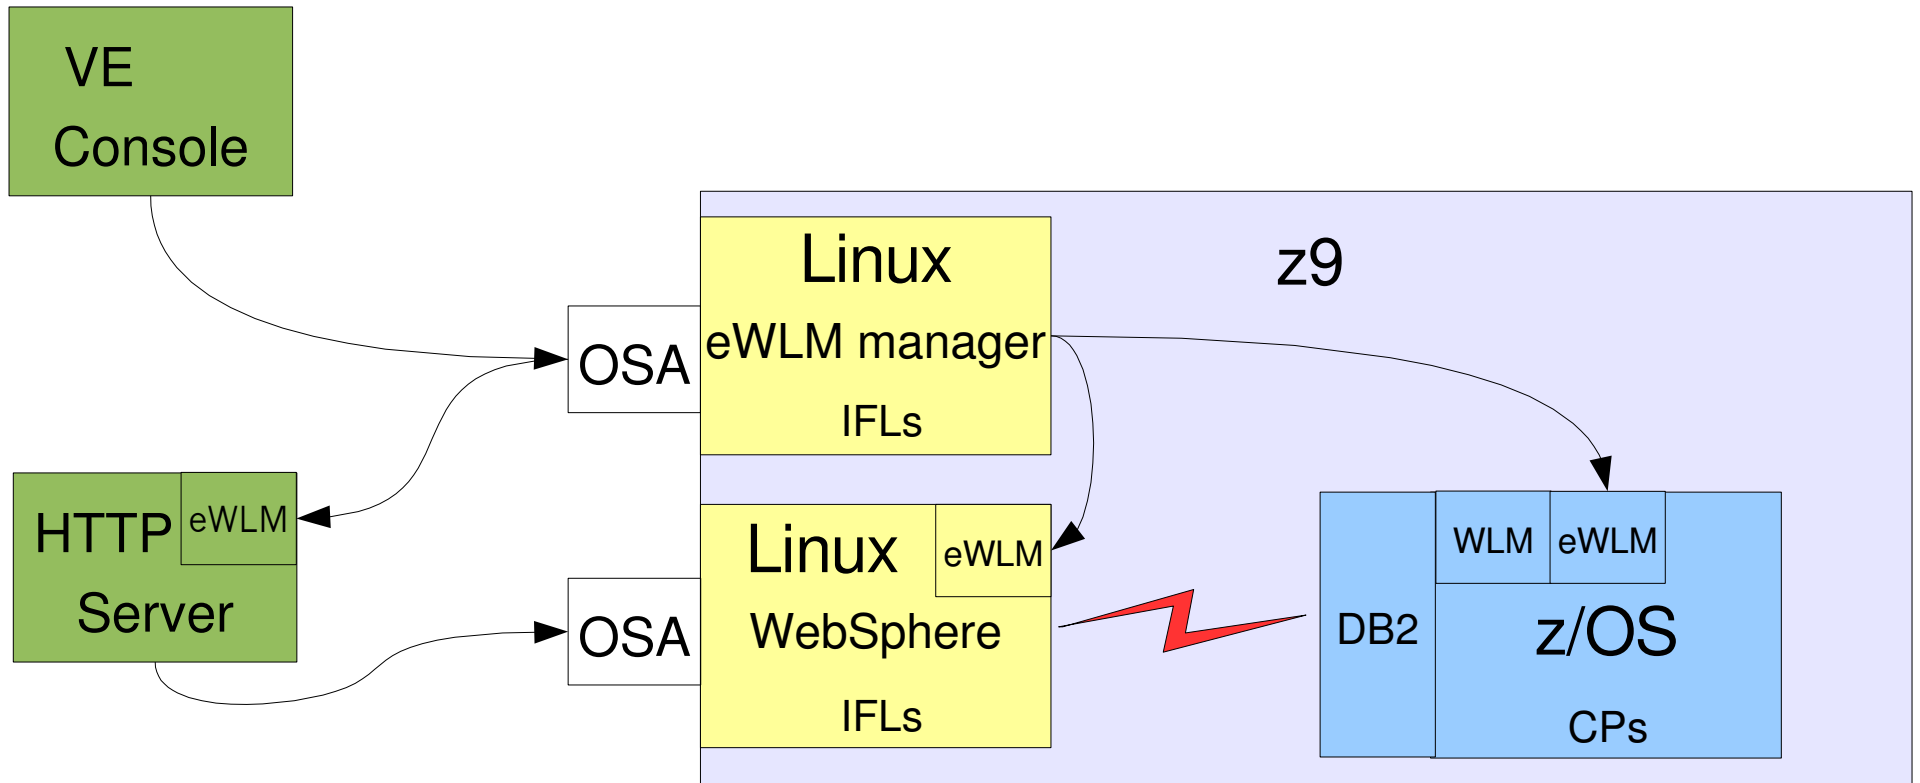 VE
Console
z9
Linux
eWLM manager
IFLs
OSA
HTTP
eWLM
Server
OSA
Linux
eWLM
WebSphere
IFLs
DB2
WLM
eWLM
z/OS
CPs